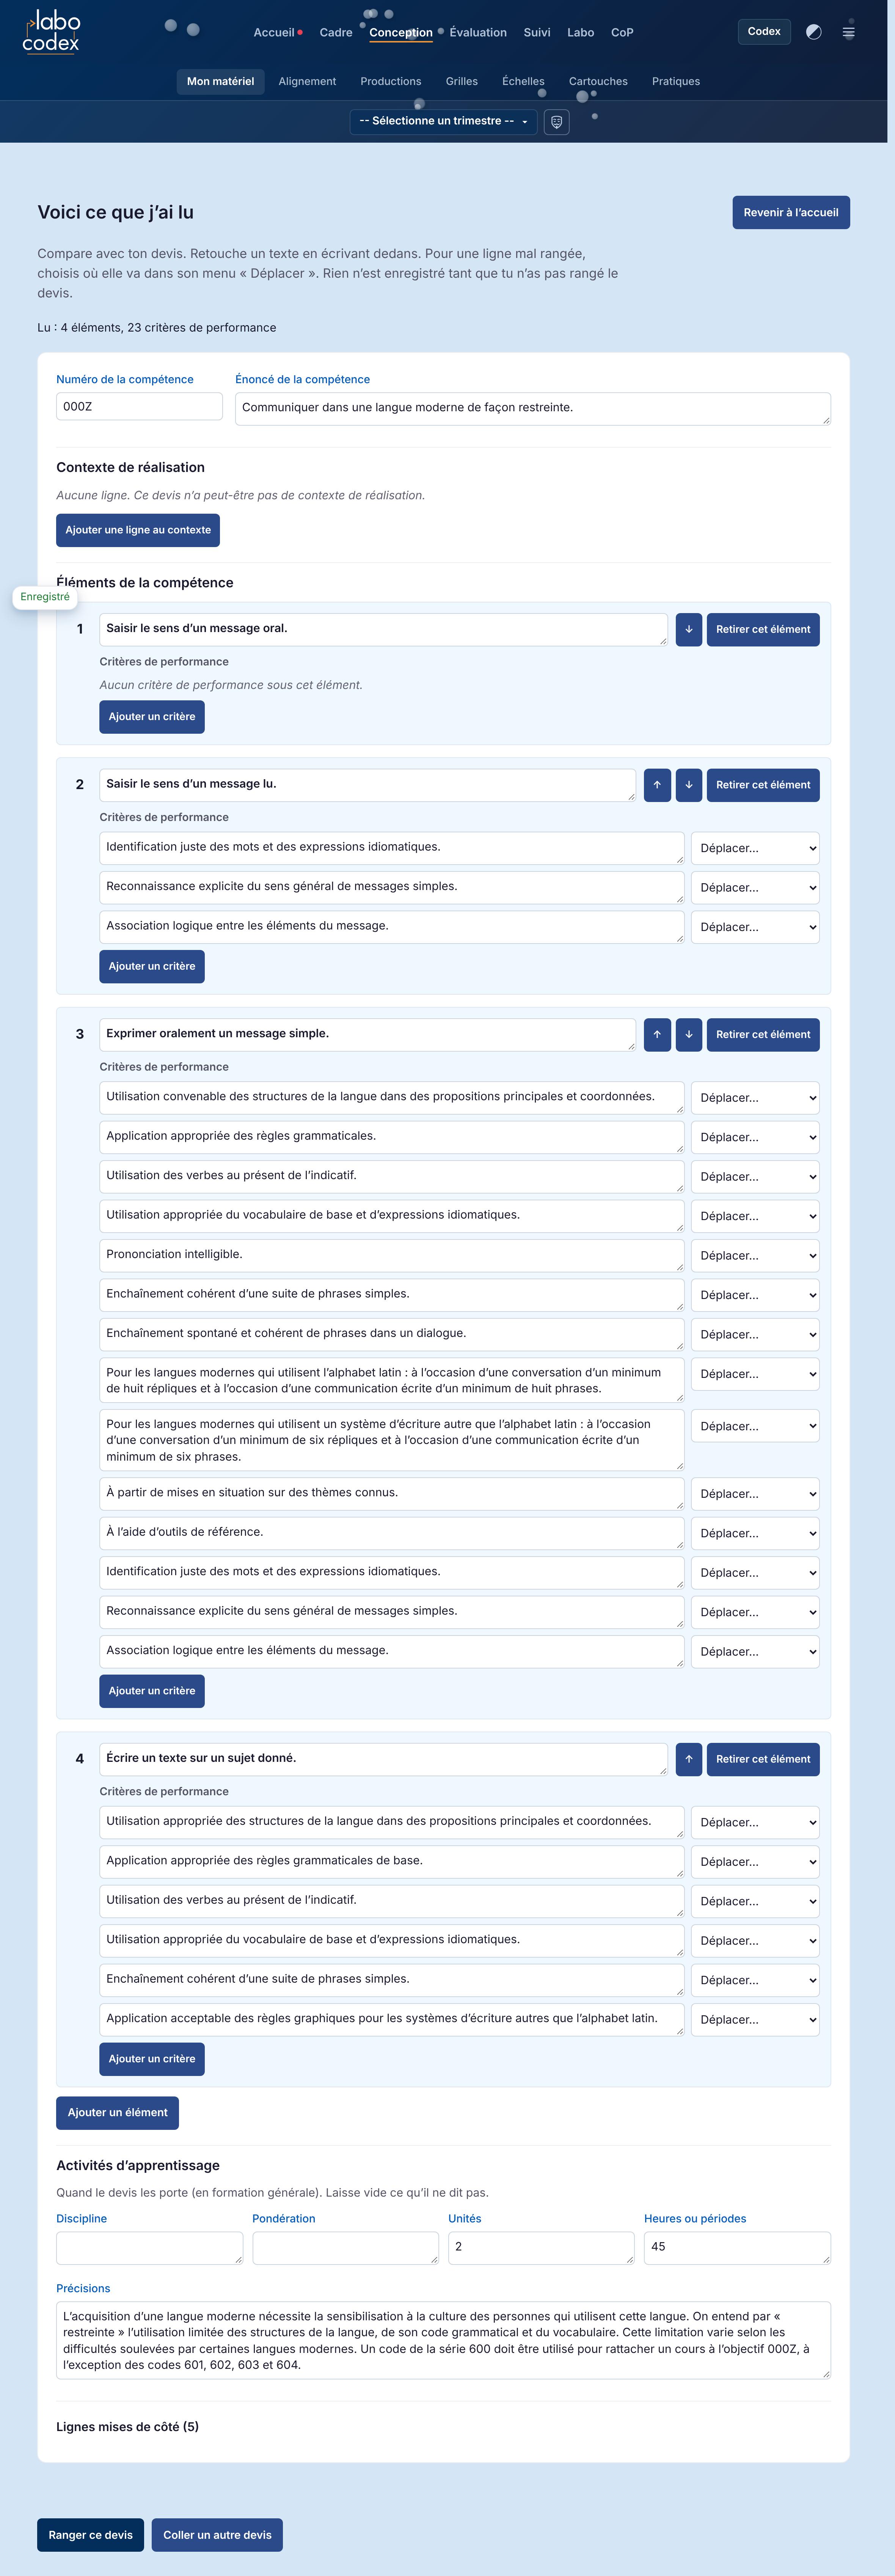 labo
codex
Accueil
Cadre
Conception
Évaluation
Suivi
Labo
CoP
Codex
Mon matériel
Alignement
Productions
Grilles
Échelles
Cartouches
Pratiques
-- Sélectionne un trimestre --
Voici ce que j’ai lu
Revenir à l’accueil
Compare avec ton devis. Retouche un texte en écrivant dedans. Pour une ligne mal rangée,
choisis où elle va dans son menu « Déplacer ». Rien n’est enregistré tant que tu n’as pas rangé le
devis.
Lu : 4 éléments, 23 critères de performance
Numéro de la compétence
Énoncé de la compétence
000Z
Communiquer dans une langue moderne de façon restreinte.
Contexte de réalisation
Aucune ligne. Ce devis n’a peut-être pas de contexte de réalisation.
Ajouter une ligne au contexte
Éléments de la compétence
Enregistré
1
Saisir le sens d’un message oral.
↓
Retirer cet élément
Critères de performance
Aucun critère de performance sous cet élément.
Ajouter un critère
2
Saisir le sens d’un message lu.
↑
↓
Retirer cet élément
Critères de performance
Identification juste des mots et des expressions idiomatiques.
Déplacer…
Reconnaissance explicite du sens général de messages simples.
Déplacer…
Association logique entre les éléments du message.
Déplacer…
Ajouter un critère
3
Exprimer oralement un message simple.
↑
↓
Retirer cet élément
Critères de performance
Utilisation convenable des structures de la langue dans des propositions principales et coordonnées.
Déplacer…
Application appropriée des règles grammaticales.
Déplacer…
Utilisation des verbes au présent de l’indicatif.
Déplacer…
Utilisation appropriée du vocabulaire de base et d’expressions idiomatiques.
Déplacer…
Prononciation intelligible.
Déplacer…
Enchaînement cohérent d’une suite de phrases simples.
Déplacer…
Enchaînement spontané et cohérent de phrases dans un dialogue.
Déplacer…
Pour les langues modernes qui utilisent l’alphabet latin : à l’occasion d’une conversation d’un minimum
de huit répliques et à l’occasion d’une communication écrite d’un minimum de huit phrases.
Déplacer…
Pour les langues modernes qui utilisent un système d’écriture autre que l’alphabet latin : à l’occasion
d’une conversation d’un minimum de six répliques et à l’occasion d’une communication écrite d’un
minimum de six phrases.
Déplacer…
À partir de mises en situation sur des thèmes connus.
Déplacer…
À l’aide d’outils de référence.
Déplacer…
Identification juste des mots et des expressions idiomatiques.
Déplacer…
Reconnaissance explicite du sens général de messages simples.
Déplacer…
Association logique entre les éléments du message.
Déplacer…
Ajouter un critère
4
Écrire un texte sur un sujet donné.
↑
Retirer cet élément
Critères de performance
Utilisation appropriée des structures de la langue dans des propositions principales et coordonnées.
Déplacer…
Application appropriée des règles grammaticales de base.
Déplacer…
Utilisation des verbes au présent de l’indicatif.
Déplacer…
Utilisation appropriée du vocabulaire de base et d’expressions idiomatiques.
Déplacer…
Enchaînement cohérent d’une suite de phrases simples.
Déplacer…
Application acceptable des règles graphiques pour les systèmes d’écriture autres que l’alphabet latin.
Déplacer…
Ajouter un critère
Ajouter un élément
Activités d’apprentissage
Quand le devis les porte (en formation générale). Laisse vide ce qu’il ne dit pas.
Discipline
Pondération
Unités
Heures ou périodes
2
45
Précisions
L’acquisition d’une langue moderne nécessite la sensibilisation à la culture des personnes qui utilisent cette langue. On entend par «
restreinte » l’utilisation limitée des structures de la langue, de son code grammatical et du vocabulaire. Cette limitation varie selon les
difficultés soulevées par certaines langues modernes. Un code de la série 600 doit être utilisé pour rattacher un cours à l’objectif 000Z, à
l’exception des codes 601, 602, 603 et 604.
Lignes mises de côté (5)
Ranger ce devis
Coller un autre devis